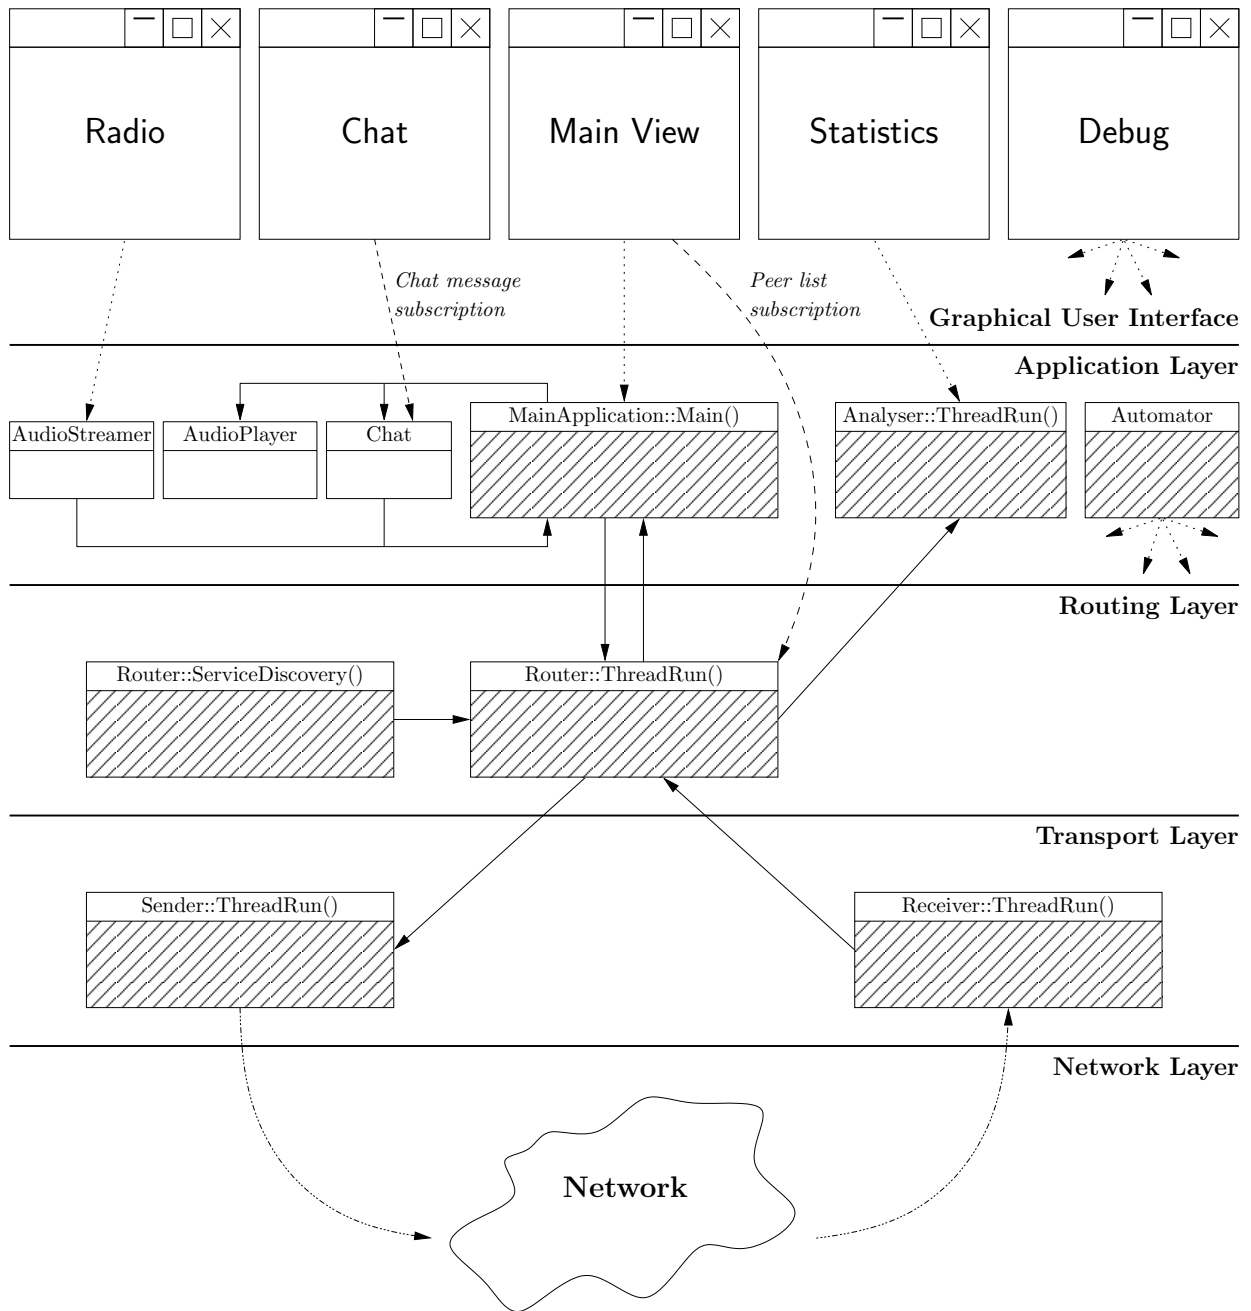 Radio
Chat
Main View
Statistics
Debug
Chat message
subscription
Peer list
subscription
Graphical User Interface
Application Layer
AudioStreamer
AudioPlayer
Chat
MainApplication::Main()
Analyser::ThreadRun()
Automator
Routing Layer
Router::ServiceDiscovery()
Router::ThreadRun()
Transport Layer
Sender::ThreadRun()
Receiver::ThreadRun()
Network Layer
Network